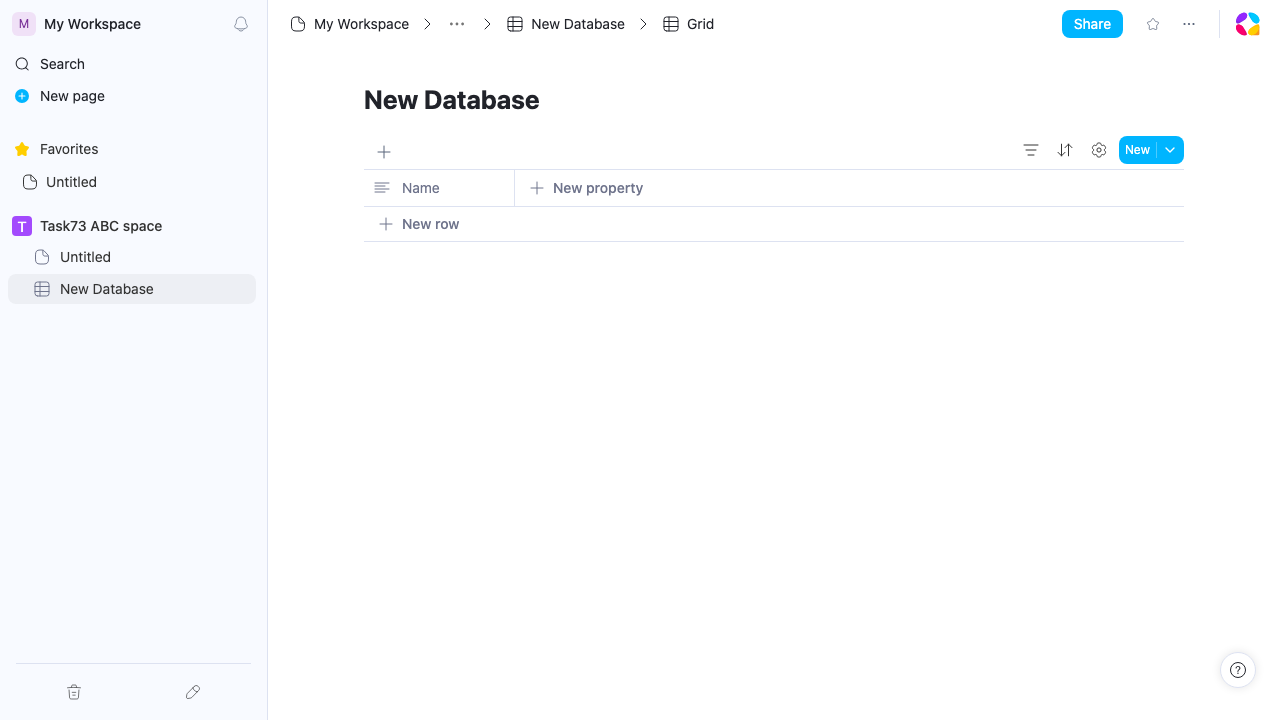 M My Workspace
Search
New page
Favorites
Untitled
T Task73 ABC space
Untitled
New Database
My Workspace > ··· > New Database > Grid
Share
New Database
New
Name
New property
New row